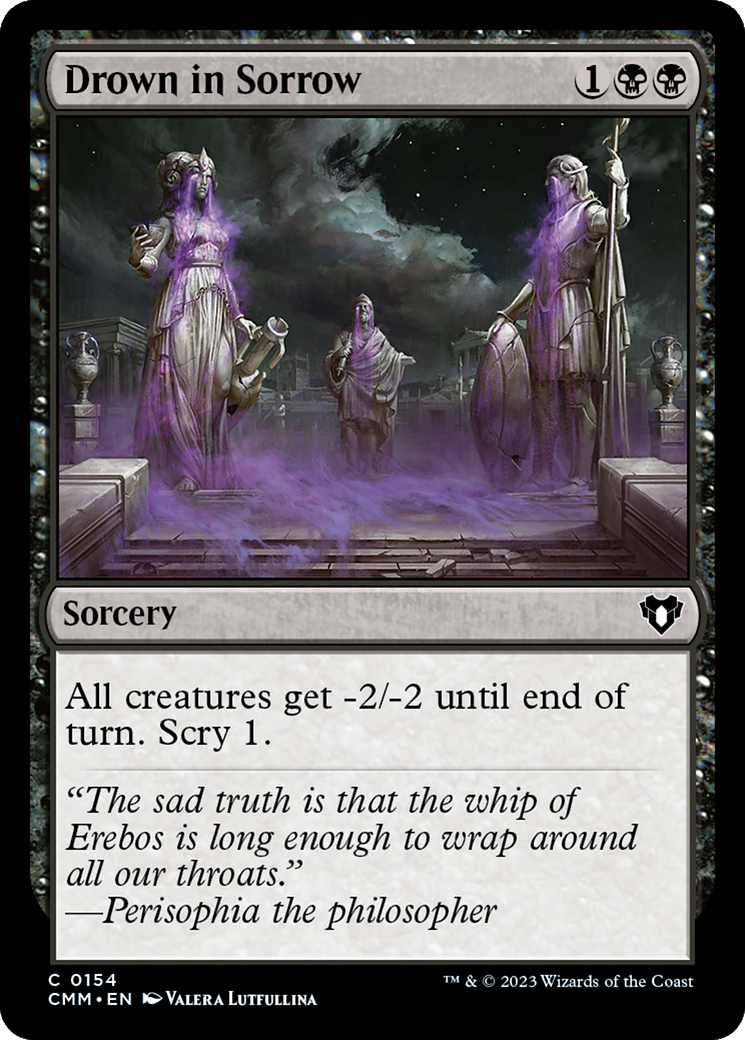 Drown in Sorrow 1
Sorcery
All creatures get -2/-2 until end of
turn. Scry 1.
“The sad truth is that the whip of
Erebos is long enough to wrap around
all our throats.”
—Perisophia the philosopher
C 0154
CMM • EN Valera Lutfullina
™ & © 2023 Wizards of the Coast